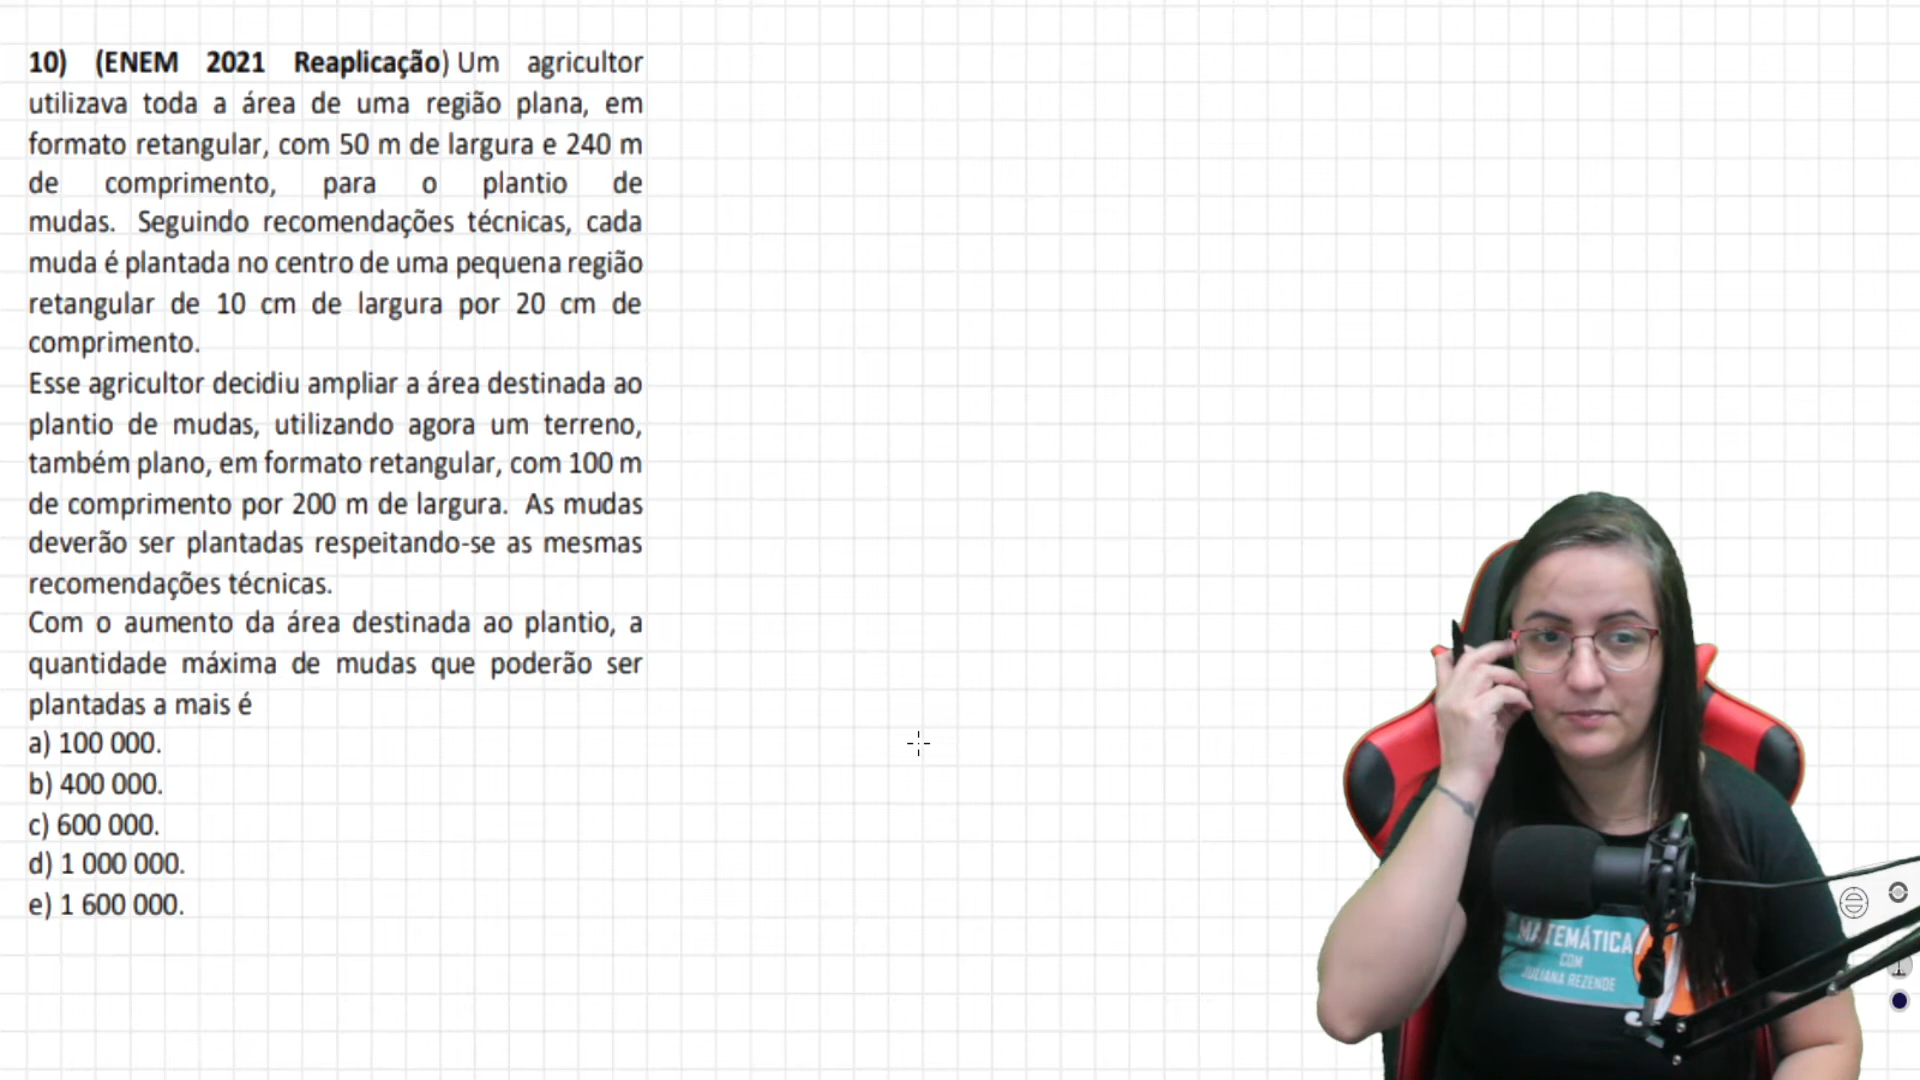 10) (ENEM 2021 Reaplicação) Um agricultor
utilizava toda a área de uma região plana, em
formato retangular, com 50 m de largura e 240 m
de comprimento, para o plantio de
mudas. Seguindo recomendações técnicas, cada
muda é plantada no centro de uma pequena região
retangular de 10 cm de largura por 20 cm de
comprimento.
Esse agricultor decidiu ampliar a área destinada ao
plantio de mudas, utilizando agora um terreno,
também plano, em formato retangular, com 100 m
de comprimento por 200 m de largura. As mudas
deverão ser plantadas respeitando-se as mesmas
recomendações técnicas.
Com o aumento da área destinada ao plantio, a
quantidade máxima de mudas que poderão ser
plantadas a mais é
a) 100 000.
b) 400 000.
c) 600 000.
d) 1 000 000.
e) 1 600 000.
MATEMÁTICA
COM
JULIANA REZENDE